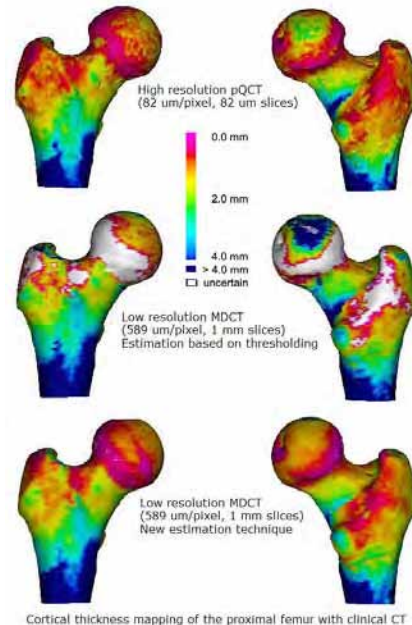 High resolution pQCT
(82 um/pixel, 82 um slices)
0.0 mm
2.0 mm
4.0 mm
> 4.0 mm
uncertain
Low resolution MDCT
(589 um/pixel, 1 mm slices)
Estimation based on thresholding
Low resolution MDCT
(589 um/pixel, 1 mm slices)
New estimation technique
Cortical thickness mapping of the proximal femur with clinical CT